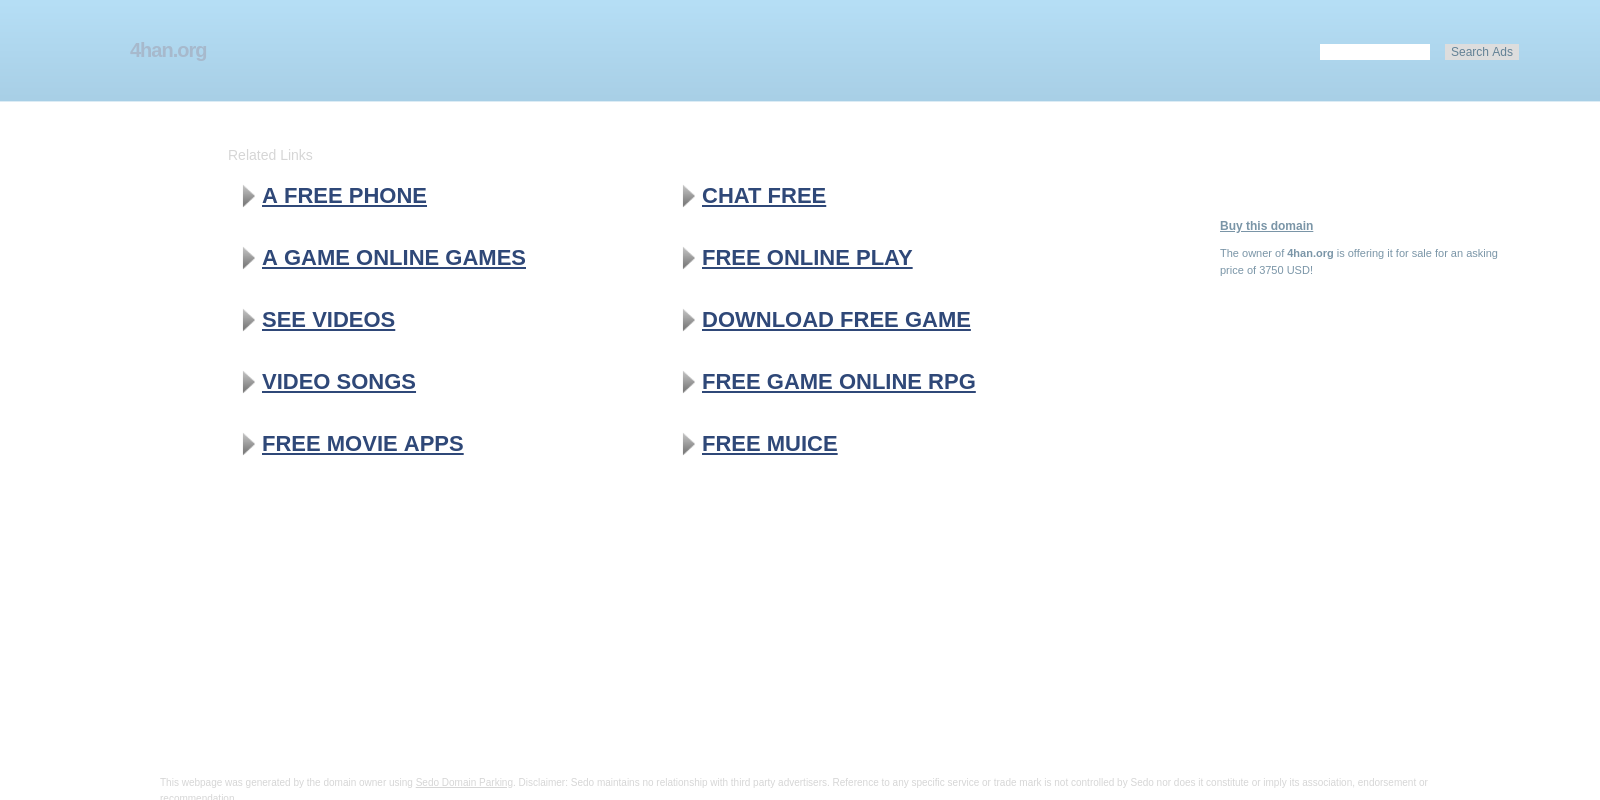 4han.org
Search Ads
Related Links
A FREE PHONE
A GAME ONLINE GAMES
SEE VIDEOS
VIDEO SONGS
FREE MOVIE APPS
CHAT FREE
FREE ONLINE PLAY
DOWNLOAD FREE GAME
FREE GAME ONLINE RPG
FREE MUICE
Buy this domain
The owner of 4han.org is offering it for sale for an asking
price of 3750 USD!
This webpage was generated by the domain owner using Sedo Domain Parking. Disclaimer: Sedo maintains no relationship with third party advertisers. Reference to any specific service or trade mark is not controlled by Sedo nor does it constitute or imply its association, endorsement or
recommendation.